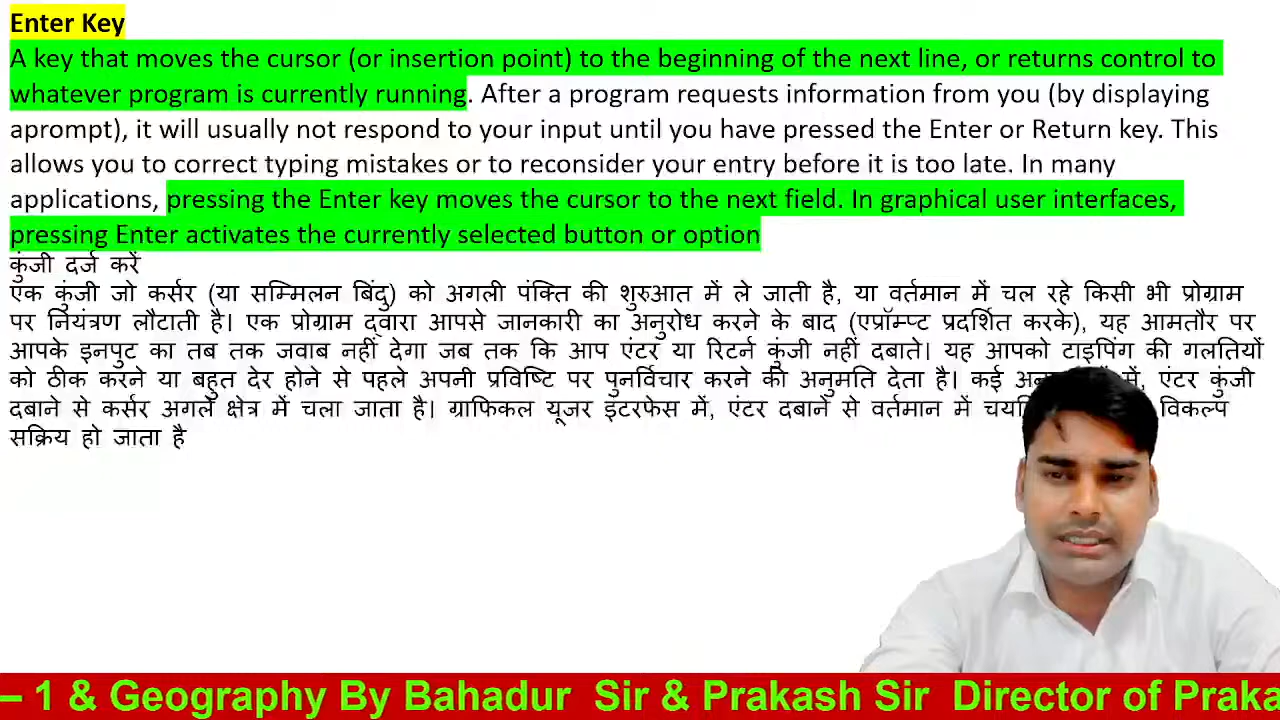 Enter Key
A key that moves the cursor (or insertion point) to the beginning of the next line, or returns control to
whatever program is currently running. After a program requests information from you (by displaying
aprompt), it will usually not respond to your input until you have pressed the Enter or Return key. This
allows you to correct typing mistakes or to reconsider your entry before it is too late. In many
applications, pressing the Enter key moves the cursor to the next field. In graphical user interfaces,
pressing Enter activates the currently selected button or option
कुंजी दर्ज करें
एक कुंजी जो कर्सर (या सम्मिलन बिंदु) को अगली पंक्ति की शुरुआत में ले जाती है, या वर्तमान में चल रहे किसी भी प्रोग्राम
पर नियंत्रण लौटाती है। एक प्रोग्राम द्वारा आपसे जानकारी का अनुरोध करने के बाद (एप्रॉम्प्ट प्रदर्शित करके), यह आमतौर पर
आपके इनपुट का तब तक जवाब नहीं देगा जब तक कि आप एंटर या रिटर्न कुंजी नहीं दबाते। यह आपको टाइपिंग की गलतियों
को ठीक करने या बहुत देर होने से पहले अपनी प्रविष्टि पर पुनर्विचार करने की अनुमति देता है। कई में, एंटर कुंजी
दबाने से कर्सर अगले क्षेत्र में चला जाता है। ग्राफिकल यूजर इंटरफेस में, एंटर दबाने से वर्तमान में विकल्प
सक्रिय हो जाता है
– 1 & Geography By Bahadur Sir & Prakash Sir Director of Praka